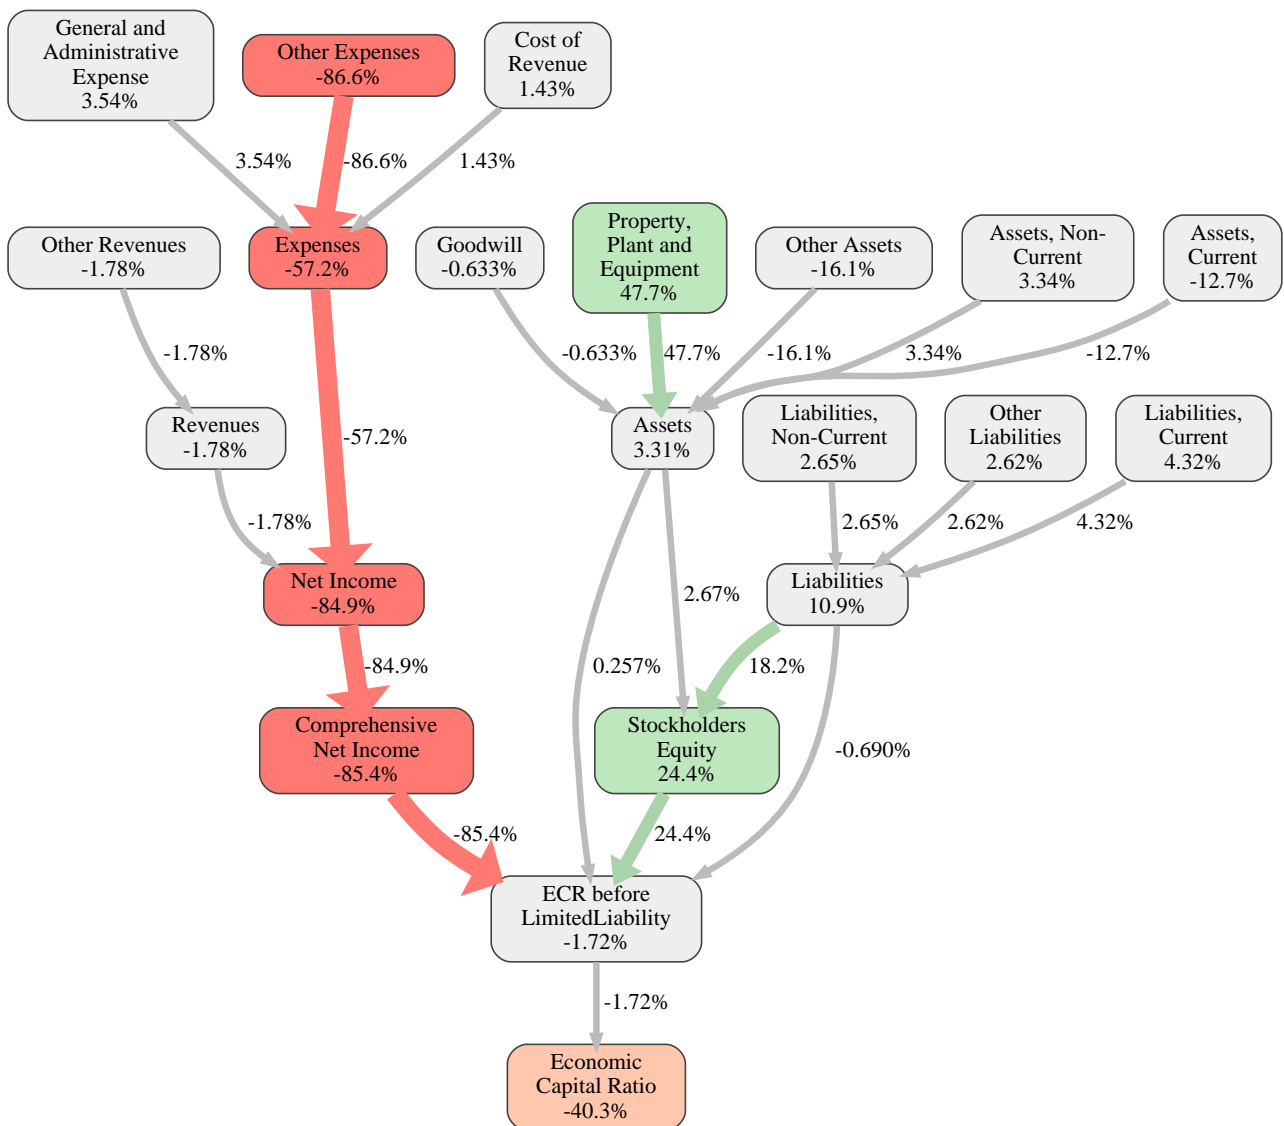 General and
Administrative
Expense
3.54%
Other Expenses
-86.6%
Cost of
Revenue
1.43%
3.54%
-86.6%
1.43%
Other Revenues
-1.78%
Expenses
-57.2%
Goodwill
-0.633%
Property,
Plant and
Equipment
47.7%
Other Assets
-16.1%
Assets, Non-
Current
3.34%
Assets,
Current
-12.7%
-1.78%
-57.2%
-0.633%
47.7%
-16.1%
3.34%
-12.7%
Revenues
-1.78%
Assets
3.31%
Liabilities,
Non-Current
2.65%
Other
Liabilities
2.62%
Liabilities,
Current
4.32%
-1.78%
2.65%
2.62%
4.32%
Net Income
-84.9%
2.67%
Liabilities
10.9%
-84.9%
0.257%
18.2%
Comprehensive
Net Income
-85.4%
Stockholders
Equity
24.4%
-0.690%
-85.4%
24.4%
ECR before
LimitedLiability
-1.72%
-1.72%
Economic
Capital Ratio
-40.3%